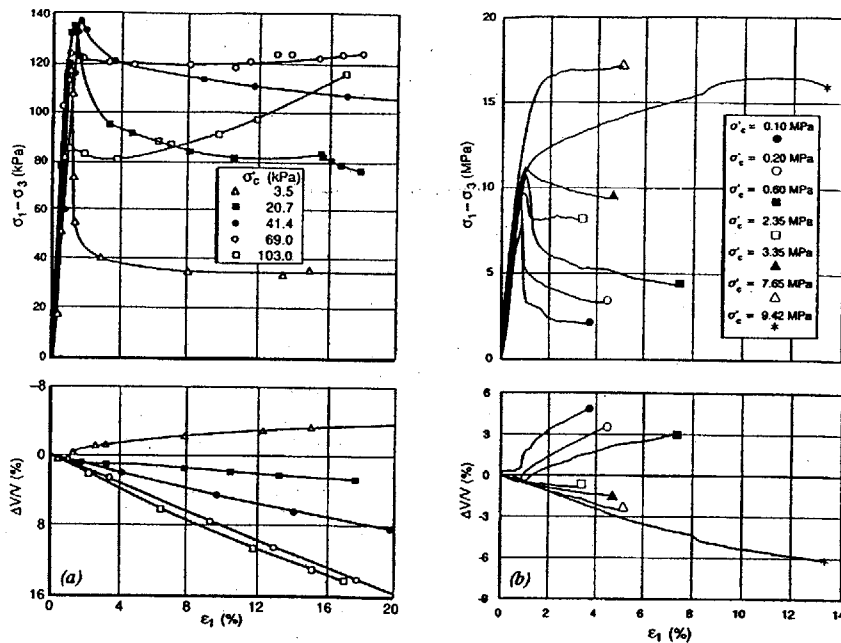 σ₁ – σ₃ (kPa)
140
120
100
80
60
40
20
0
σ'c (kPa)
△ 3.5
■ 20.7
● 41.4
○ 69.0
□ 103.0
ΔV/V (%)
–8
0
8
16
(a)
0 4 8 12 16 20
ε₁ (%)
σ₁ – σ₃ (MPa)
20
15
10
5
0
σ'c = 0.10 MPa
●
σ'c = 0.20 MPa
○
σ'c = 0.60 MPa
■
σ'c = 2.35 MPa
□
σ'c = 3.35 MPa
▲
σ'c = 7.65 MPa
△
σ'c = 9.42 MPa
*
ΔV/V (%)
6
3
0
-3
-6
-9
(b)
0 2 4 6 8 10 12 14
ε₁ (%)